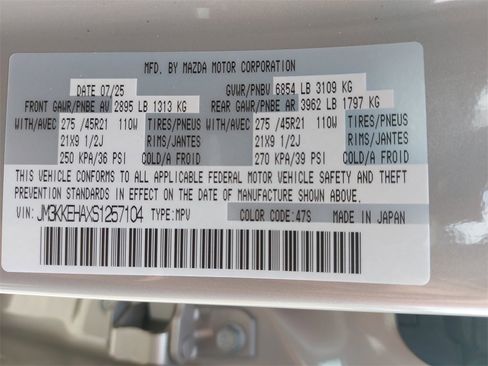 MFD. BY MAZDA MOTOR CORPORATION
DATE 07/25 GVWR/PNBV 6854 LB 3109 KG
FRONT GAWR/PNBE AV 2895 LB 1313 KG REAR GAWR/PNBE AR 3962 LB 1797 KG
WITH/AVEC 275 /45R21 110W TIRES/PNEUS WITH/AVEC 275 /45R21 110W TIRES/PNEUS
21X9 1/2J RIMS/JANTES 21X9 1/2J RIMS/JANTES
250 KPA/36 PSI COLD/A FROID 270 KPA/39 PSI COLD/A FROID
THIS VEHICLE CONFORMS TO ALL APPLICABLE FEDERAL MOTOR VEHICLE SAFETY AND THEFT
PREVENTION STANDARDS IN EFFECT ON THE DATE OF MANUFACTURE SHOWN ABOVE.
VIN: JM3KKEHAXS1257104 TYPE:MPV COLOR CODE:47S MADE IN JAPAN